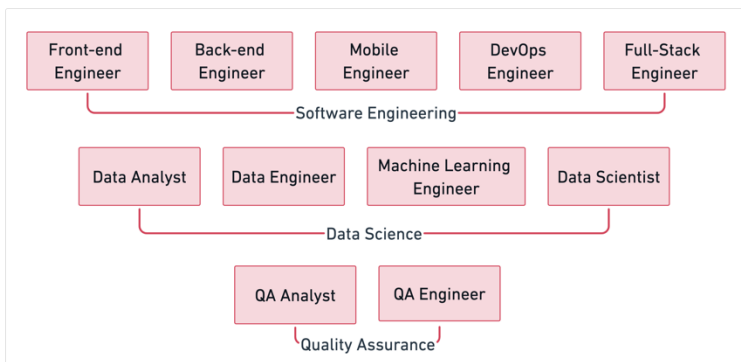 Front-end
Engineer
Back-end
Engineer
Mobile
Engineer
DevOps
Engineer
Full-Stack
Engineer
Software Engineering
Data Analyst
Data Engineer
Machine Learning
Engineer
Data Scientist
Data Science
QA Analyst
QA Engineer
Quality Assurance